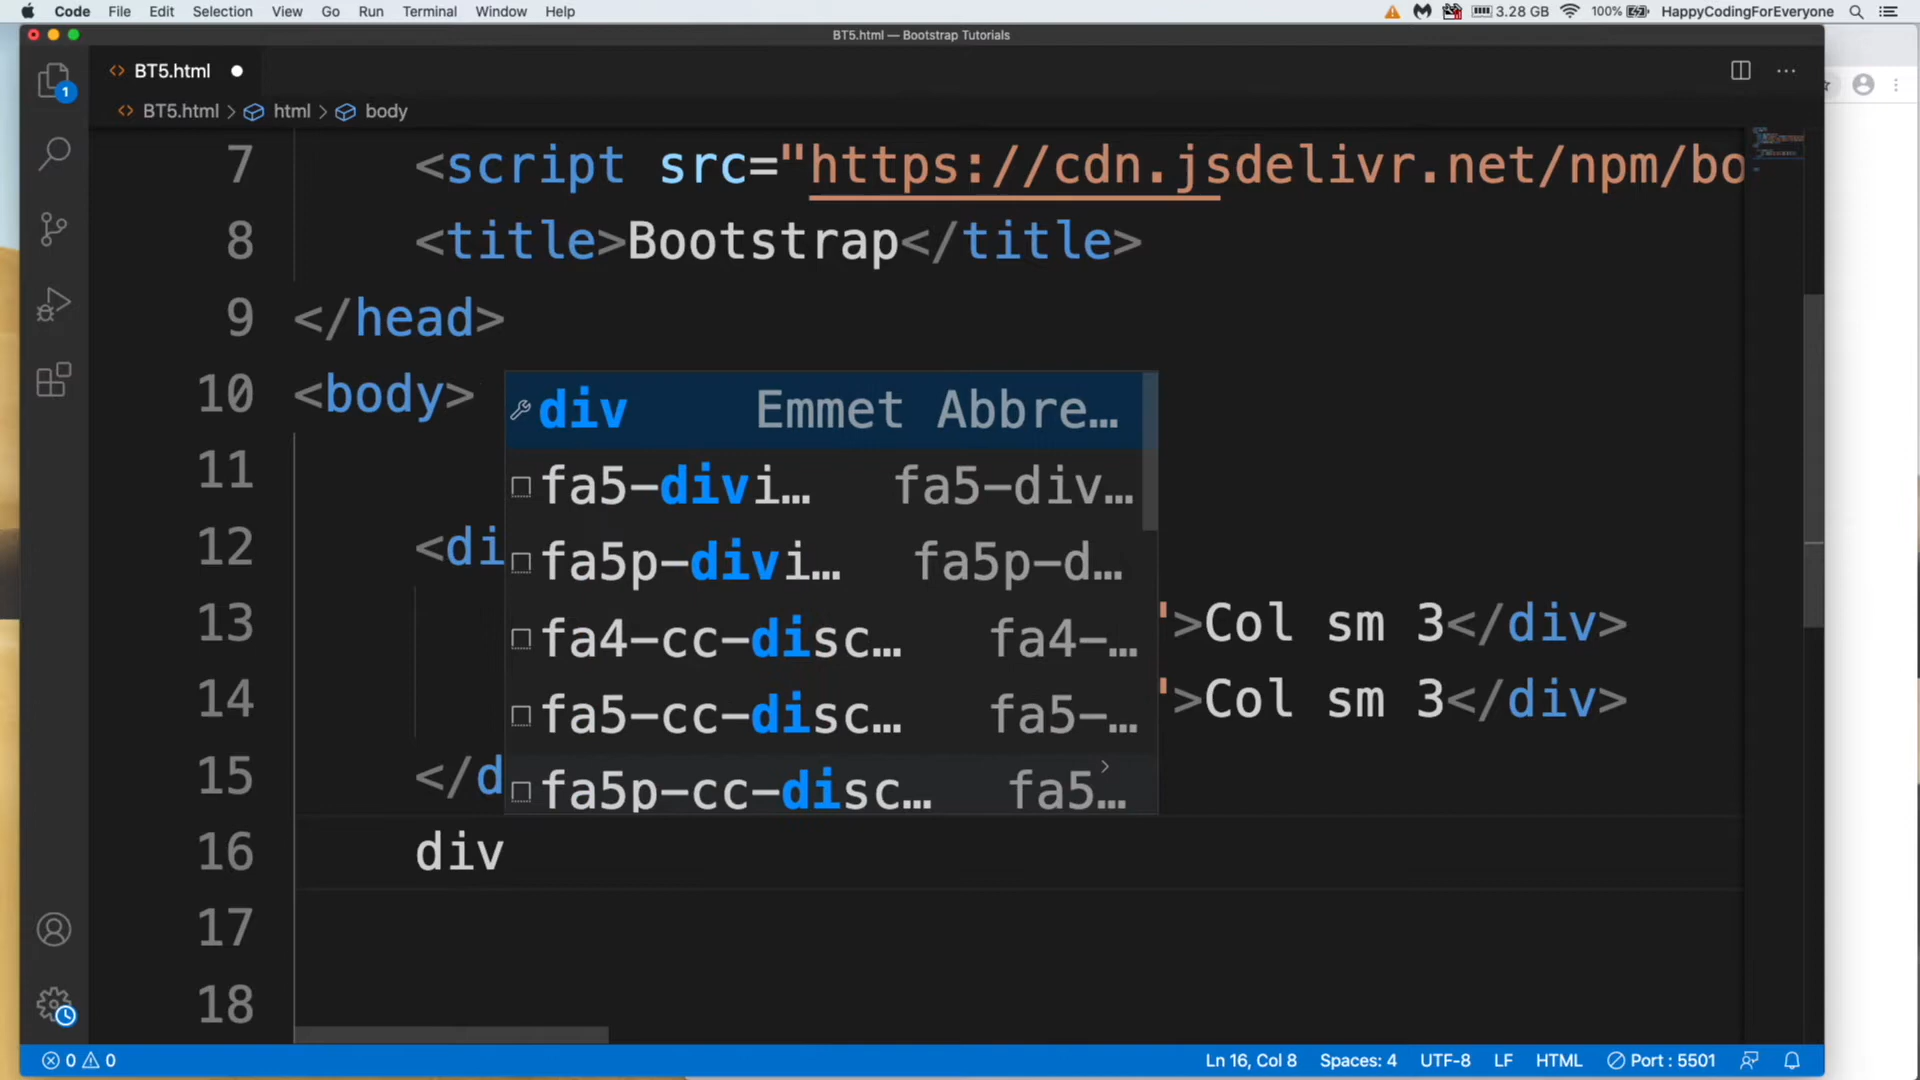 Code File Edit Selection View Go Run Terminal Window Help 3.28 GB 100% HappyCodingForEveryone
BT5.html — Bootstrap Tutorials
BT5.html
BT5.html > html > body
1
7 <script src="https://cdn.jsdelivr.net/npm/bo
8 <title>Bootstrap</title>
9 </head>
10 <body>
div Emmet Abbre…
11
fa5-divi… fa5-div…
12 <di
fa5p-divi… fa5p-d…
13 ">Col sm 3</div>
fa4-cc-disc… fa4-…
14 ">Col sm 3</div>
fa5-cc-disc… fa5-…
15 </d
fa5p-cc-disc… fa5…
16 div
17
18
0 0 Ln 16, Col 8 Spaces: 4 UTF-8 LF HTML Port : 5501